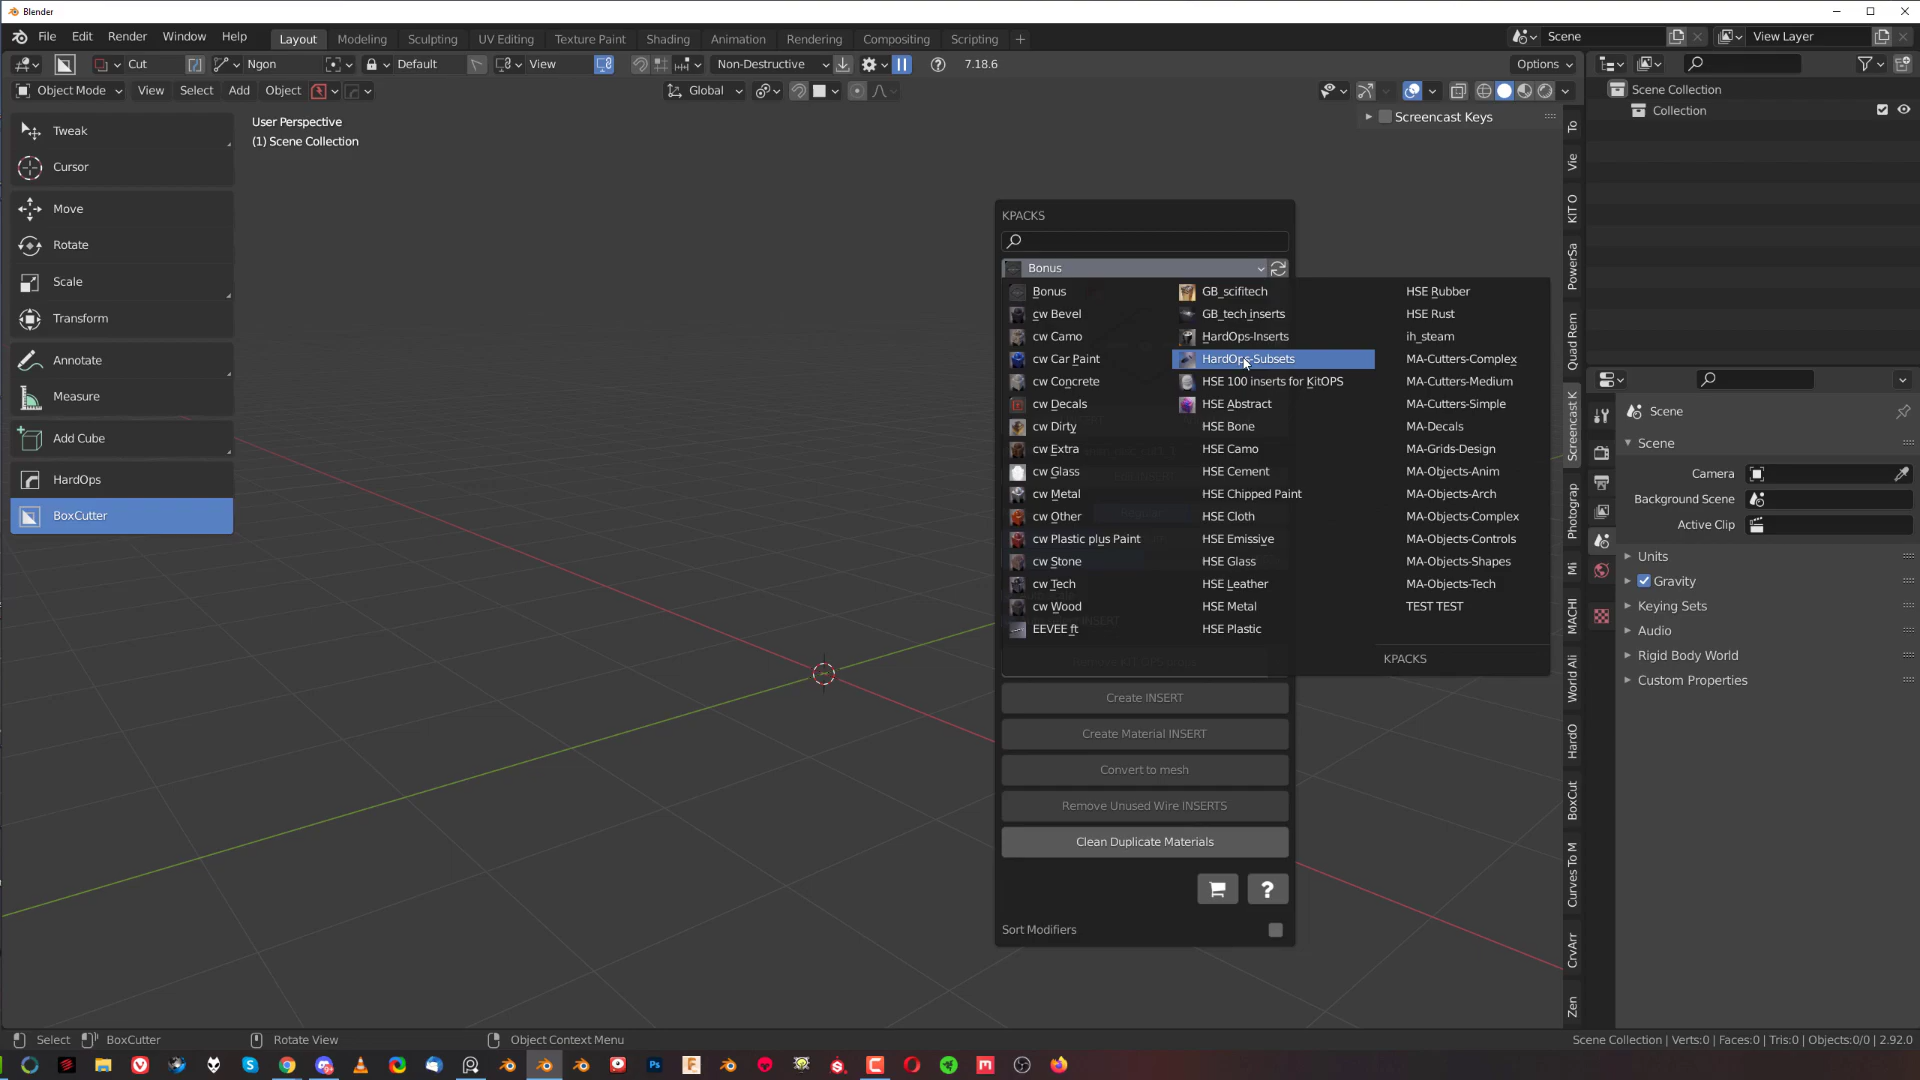 Blender
File Edit Render Window Help Layout Modeling Sculpting UV Editing Texture Paint Shading Animation Rendering Compositing Scripting + Scene View Layer
Cut Ngon Default View Non-Destructive 7.18.6 Options
Object Mode View Select Add Object Global
User Perspective
(1) Scene Collection
Screencast Keys
Scene Collection
Collection
Tweak
Cursor
Move
Rotate
Scale
Transform
Annotate
Measure
Add Cube
HardOps
BoxCutter
KPACKS
Bonus
Bonus
cw Bevel
cw Camo
cw Car Paint
cw Concrete
cw Decals
cw Dirty
cw Extra
cw Glass
cw Metal
cw Other
cw Plastic plus Paint
cw Stone
cw Tech
cw Wood
EEVEE ft
GB_scifitech
GB_tech inserts
HardOps-Inserts
HardOps-Subsets
HSE 100 inserts for KitOPS
HSE Abstract
HSE Bone
HSE Camo
HSE Cement
HSE Chipped Paint
HSE Cloth
HSE Emissive
HSE Glass
HSE Leather
HSE Metal
HSE Plastic
HSE Rubber
HSE Rust
ih_steam
MA-Cutters-Complex
MA-Cutters-Medium
MA-Cutters-Simple
MA-Decals
MA-Grids-Design
MA-Objects-Anim
MA-Objects-Arch
MA-Objects-Complex
MA-Objects-Controls
MA-Objects-Shapes
MA-Objects-Tech
TEST TEST
KPACKS
Create INSERT
Create Material INSERT
Convert to mesh
Remove Unused Wire INSERTS
Clean Duplicate Materials
?
Sort Modifiers
To
Vie
KIT O
PowerSa
Quad Rem
Screencast K
Photograp
Mi
MACHI
World Ali
HardO
BoxCut
Curves To M
CrvArr
Zen
Scene
Scene
Camera
Background Scene
Active Clip
Units
Gravity
Keying Sets
Audio
Rigid Body World
Custom Properties
Select BoxCutter Rotate View Object Context Menu Scene Collection | Verts:0 | Faces:0 | Tris:0 | Objects:0/0 | 2.92.0